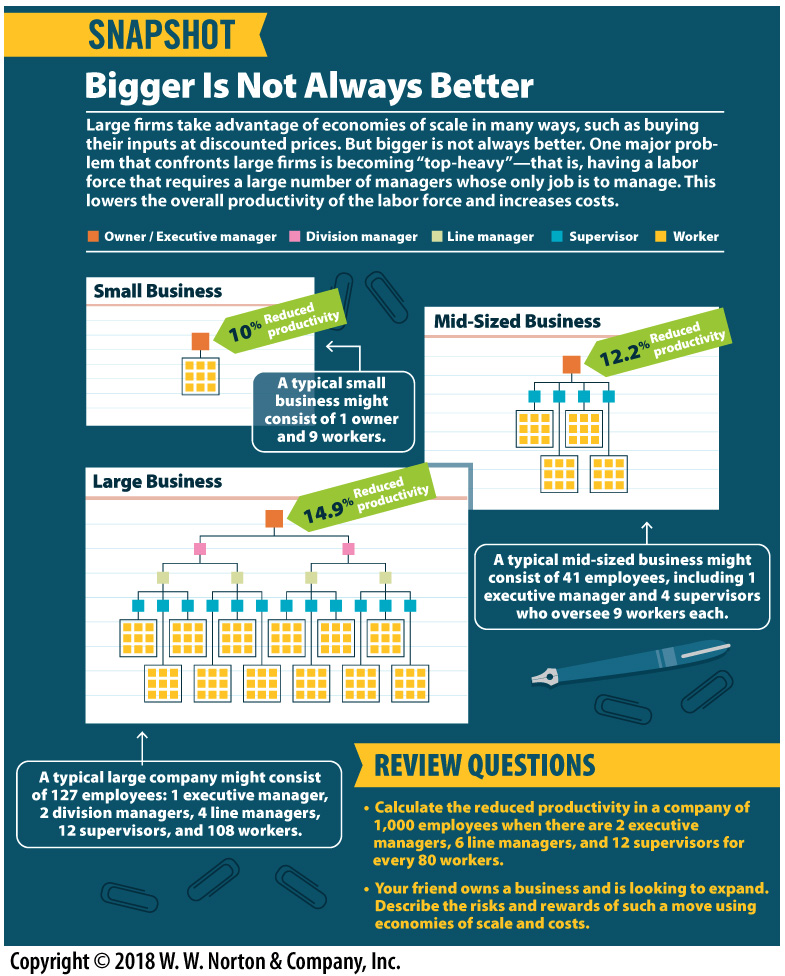 SNAPSHOT
Bigger Is Not Always Better
Large firms take advantage of economies of scale in many ways, such as buying
their inputs at discounted prices. But bigger is not always better. One major prob-
lem that confronts large firms is becoming “top-heavy”—that is, having a labor
force that requires a large number of managers whose only job is to manage. This
lowers the overall productivity of the labor force and increases costs.
Owner / Executive manager Division manager Line manager Supervisor Worker
Small Business
10% Reduced
productivity
A typical small
business might
consist of 1 owner
and 9 workers.
Mid-Sized Business
12.2% Reduced
productivity
A typical mid-sized business might
consist of 41 employees, including 1
executive manager and 4 supervisors
who oversee 9 workers each.
Large Business
14.9% Reduced
productivity
A typical large company might consist
of 127 employees: 1 executive manager,
2 division managers, 4 line managers,
12 supervisors, and 108 workers.
REVIEW QUESTIONS
• Calculate the reduced productivity in a company of
1,000 employees when there are 2 executive
managers, 6 line managers, and 12 supervisors for
every 80 workers.
• Your friend owns a business and is looking to expand.
Describe the risks and rewards of such a move using
economies of scale and costs.
Copyright © 2018 W. W. Norton & Company, Inc.